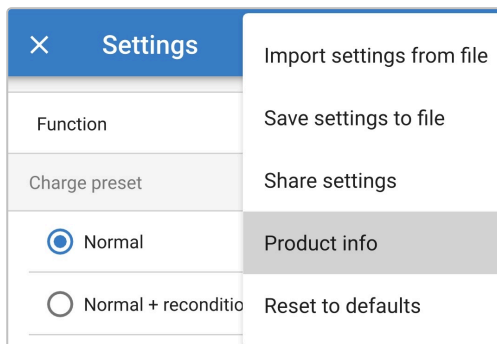 Settings
Function
Charge preset
Normal
Normal + reconditio
Import settings from file
Save settings to file
Share settings
Product info
Reset to defaults